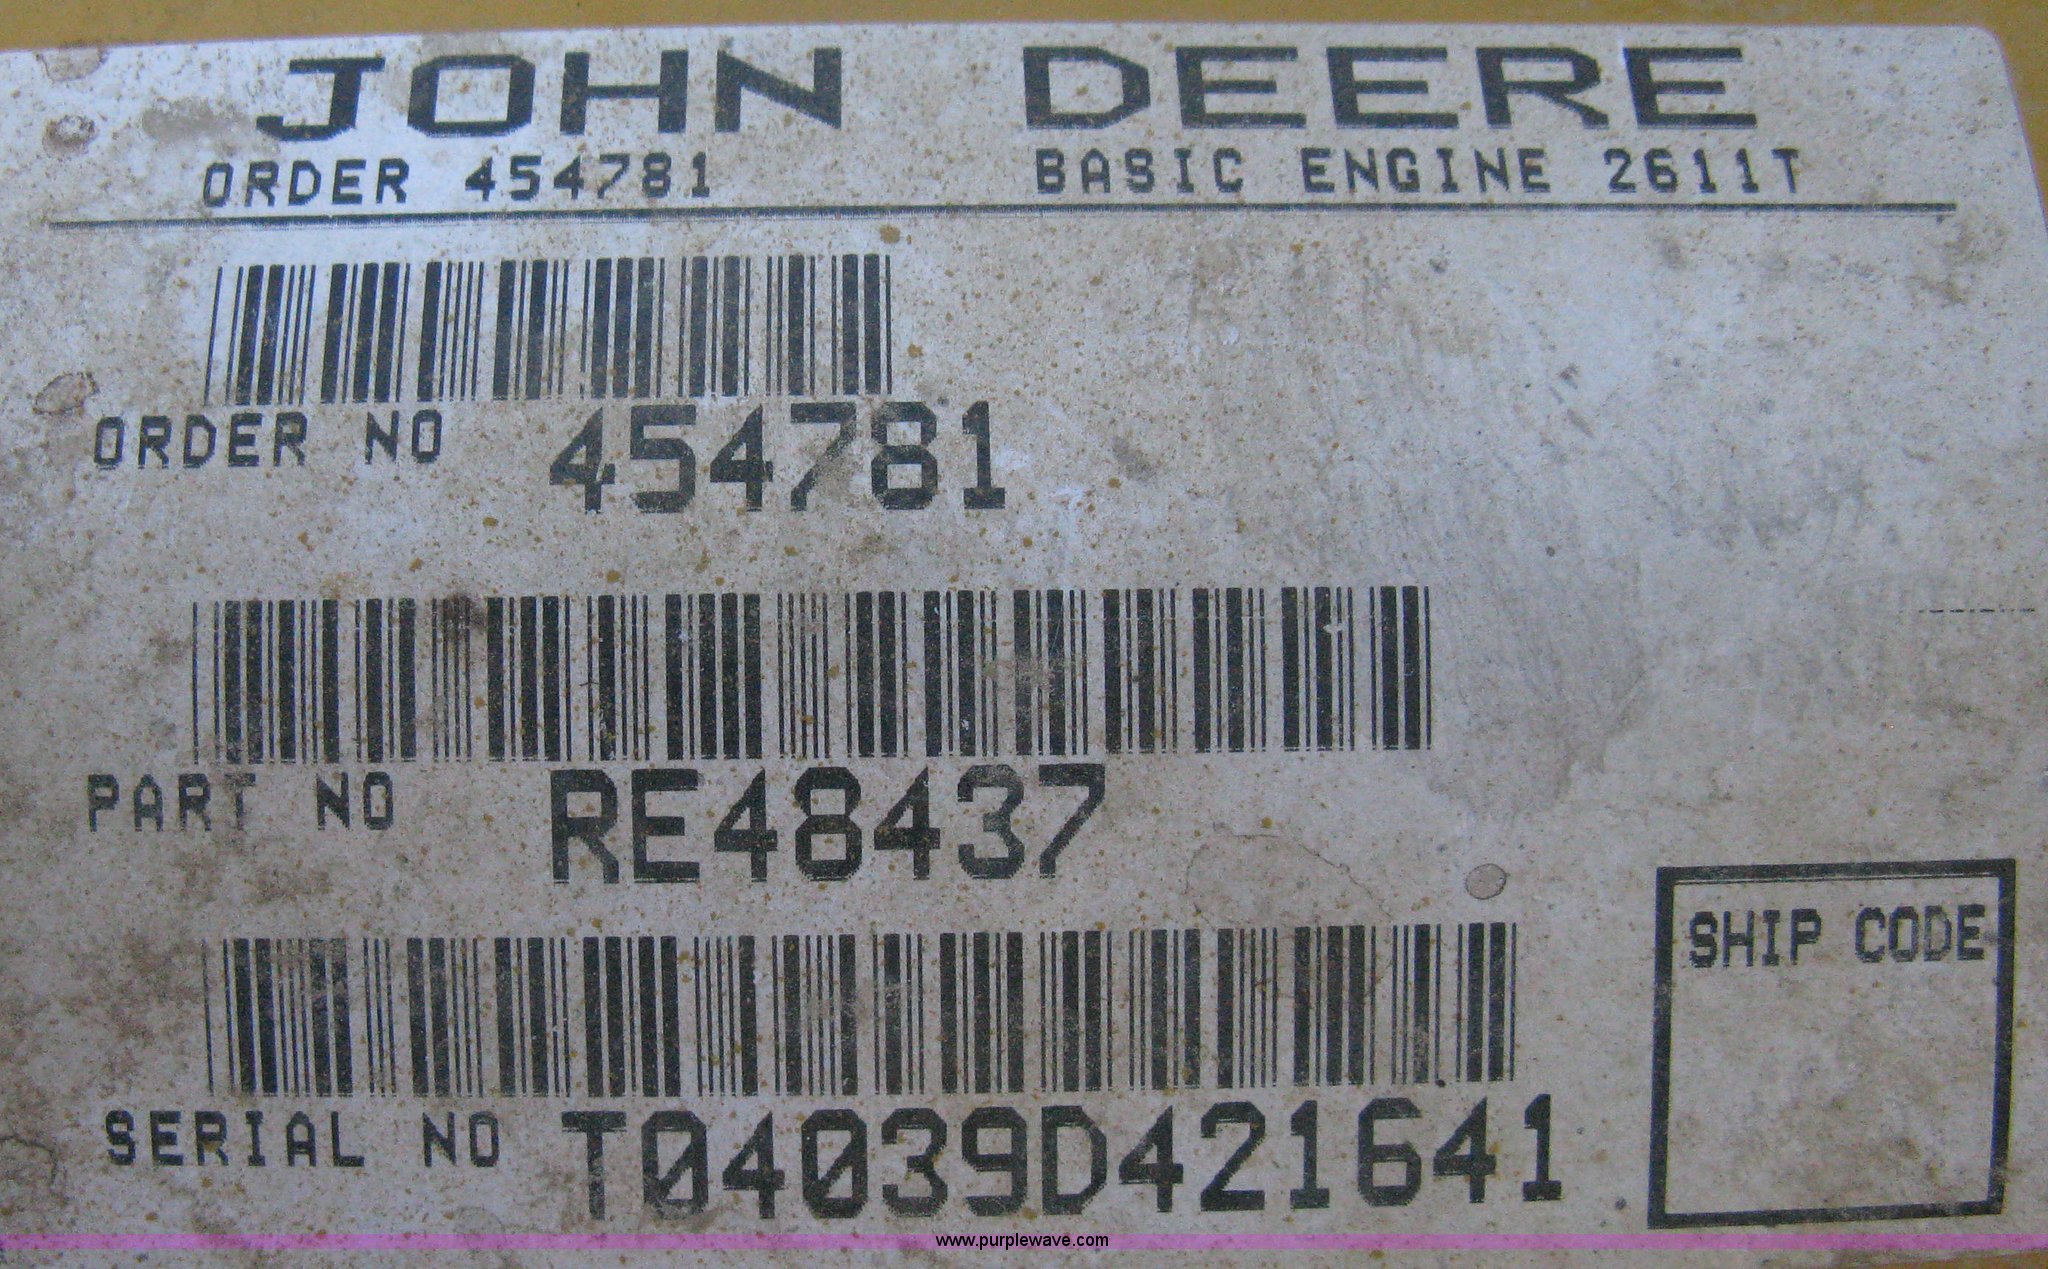 JOHN DEERE
ORDER 454781 BASIC ENGINE 2611T
ORDER NO 454781
PART NO RE48437
SERIAL NO T04039D421641
SHIP CODE
www.purplewave.com